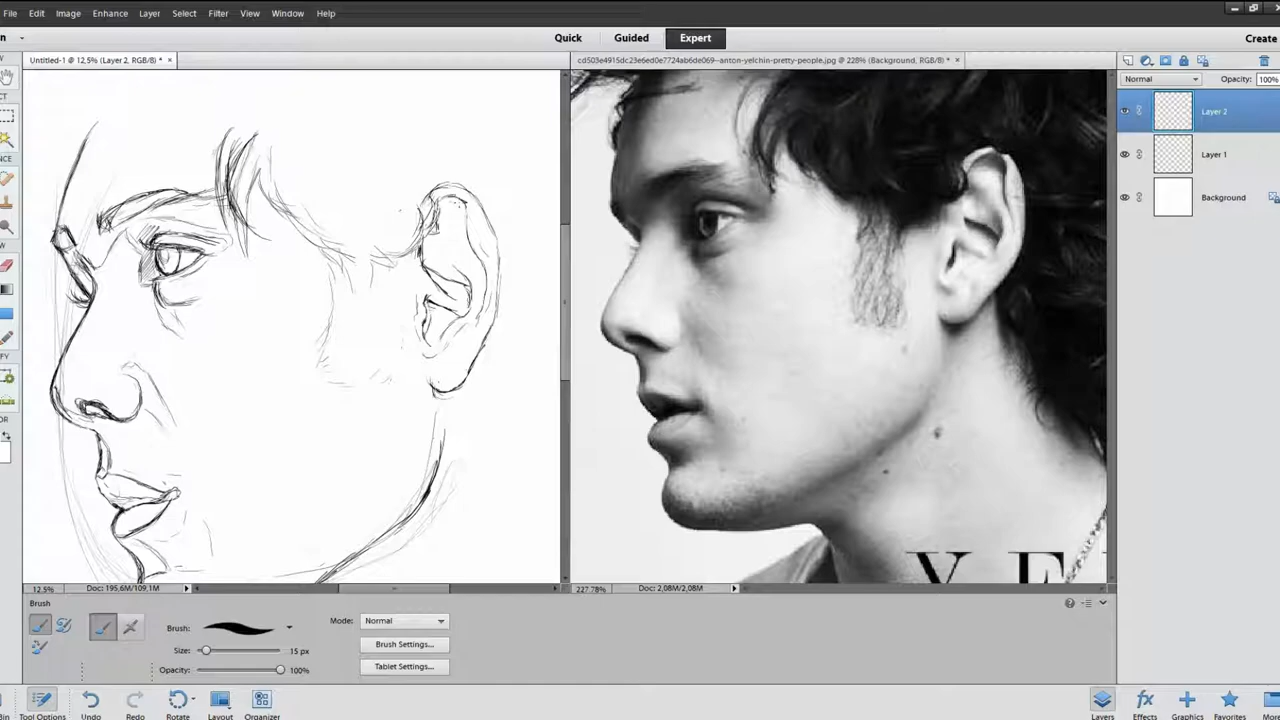 File Edit Image Enhance Layer Select Filter View Window Help
Quick Guided Expert Create
Untitled-1 @ 12,5% (Layer 2, RGB/8) * ×
cd503e4915dc23e6ed0e7724ab6de069--anton-yelchin-pretty-people.jpg @ 228% (Background, RGB/8) * ×
Normal Opacity: 100%
Layer 2
Layer 1
Background
Y E
12.5% Doc: 195,6M/109,1M
227.78% Doc: 2,08M/2,08M
Brush
Brush: Mode: Normal
Size: 15 px Brush Settings...
Opacity: 100% Tablet Settings...
Bin Tool Options Undo Redo Rotate Layout Organizer Layers Effects Graphics Favorites